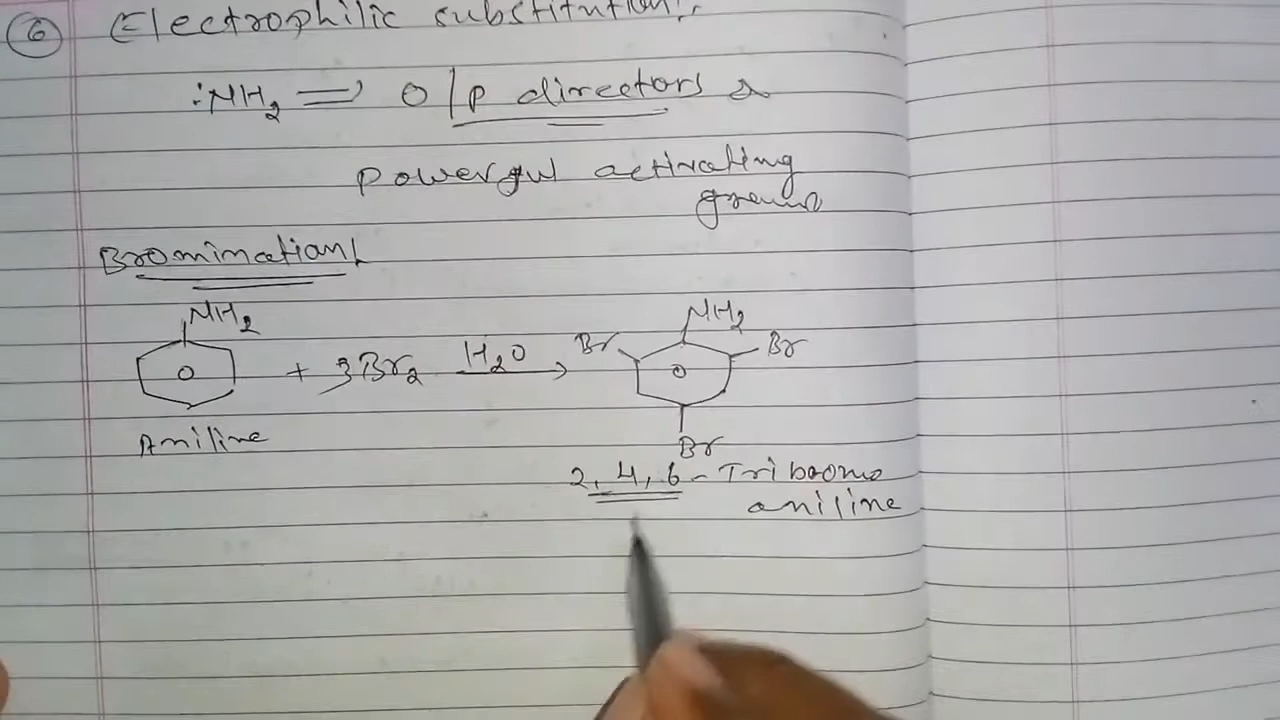 6 Electrophilic substitution:-
:NH2 ⇒ O/p directors &
powerful activating
group
Bromination!
NH2 NH2
Br Br
+ 3Br2 H2O →
Aniline Br
2, 4, 6 - Tribromo
aniline